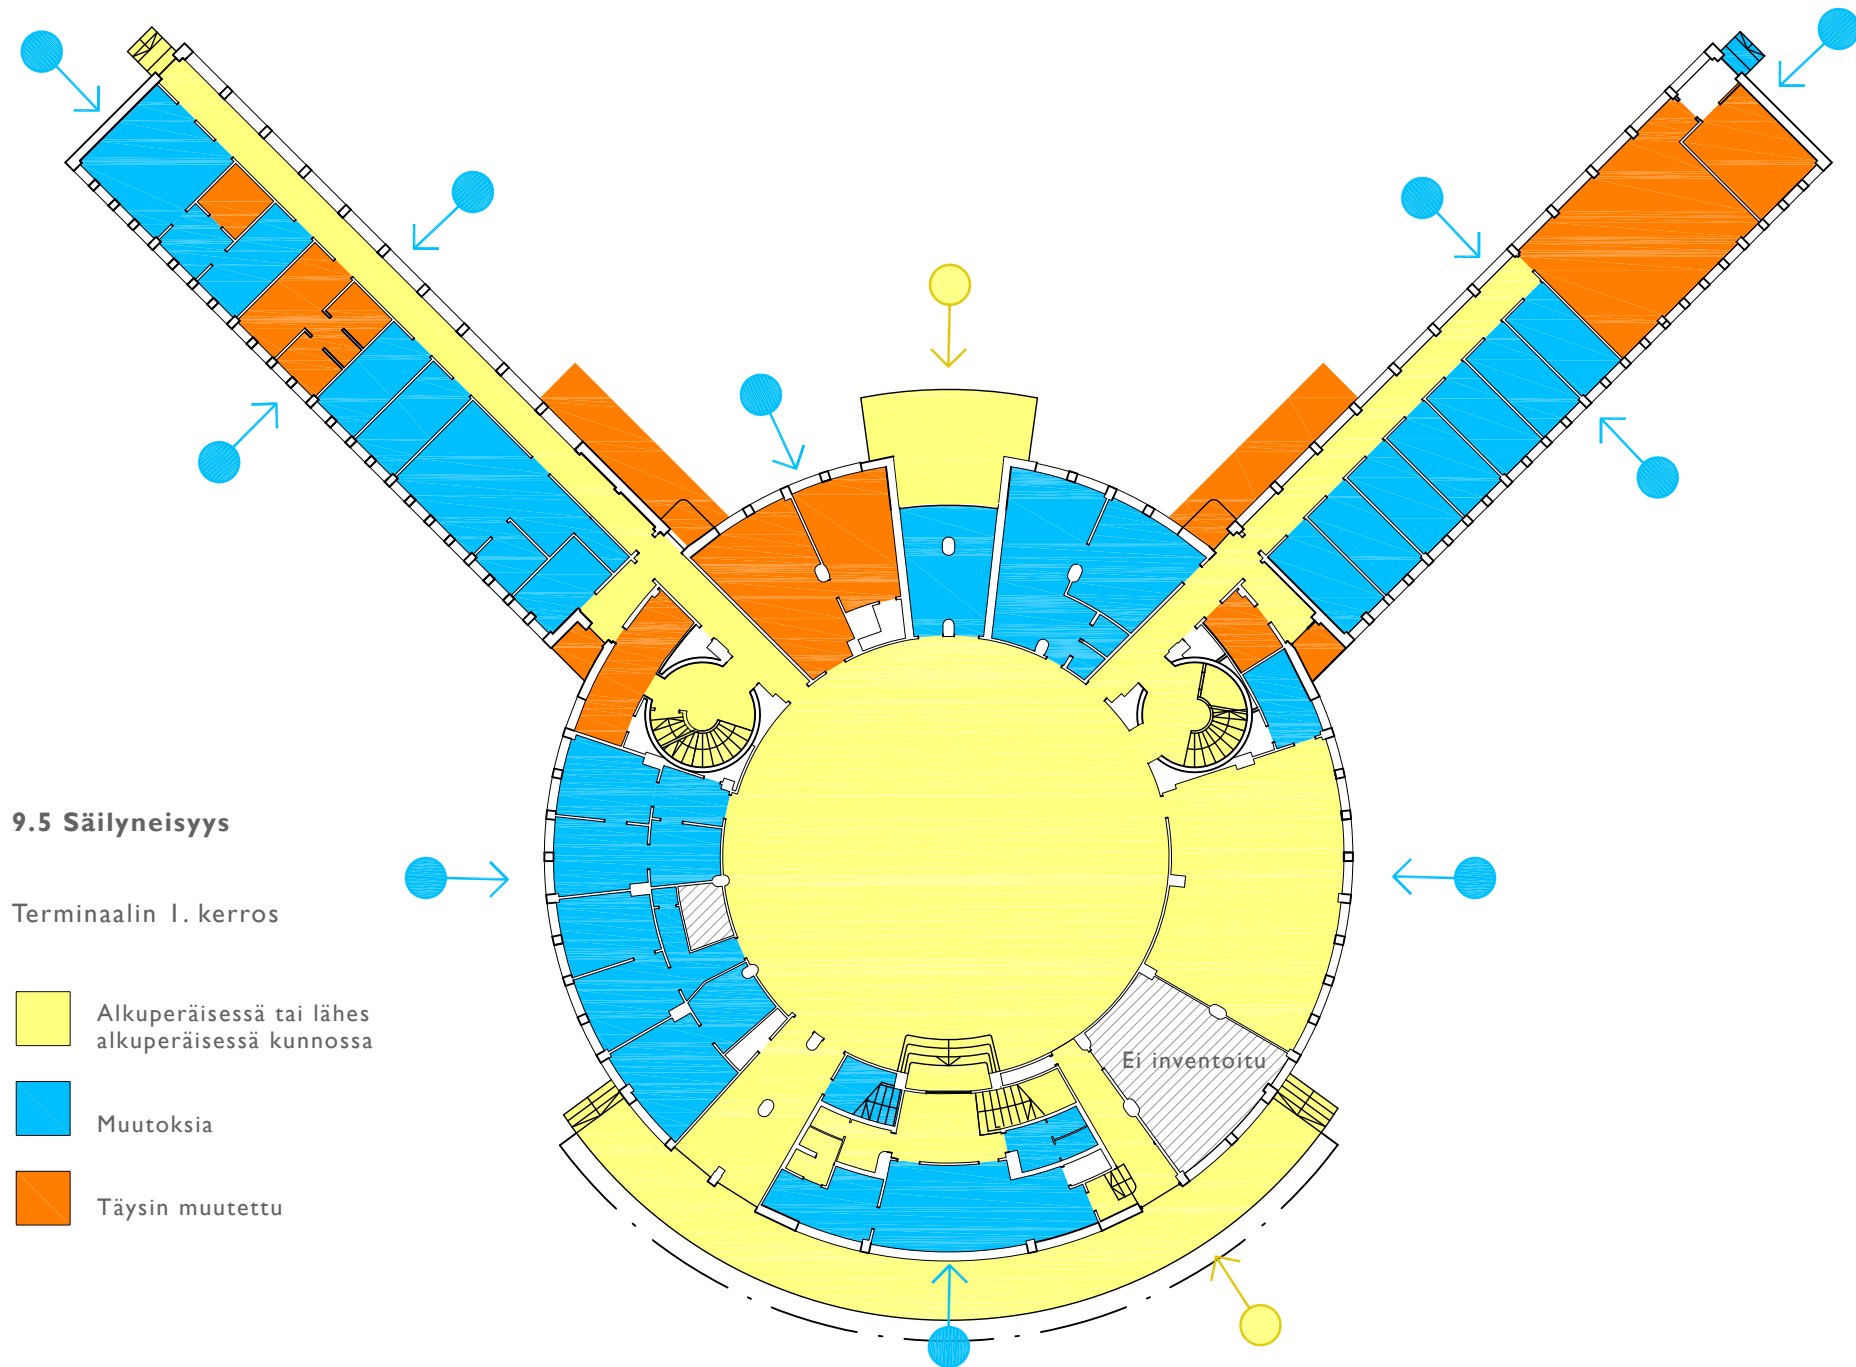 9.5 Säilyneisyys
Terminaalin 1. kerros
Alkuperäisessä tai lähes
alkuperäisessä kunnossa
Muutoksia
Täysin muutettu
Ei inventoitu